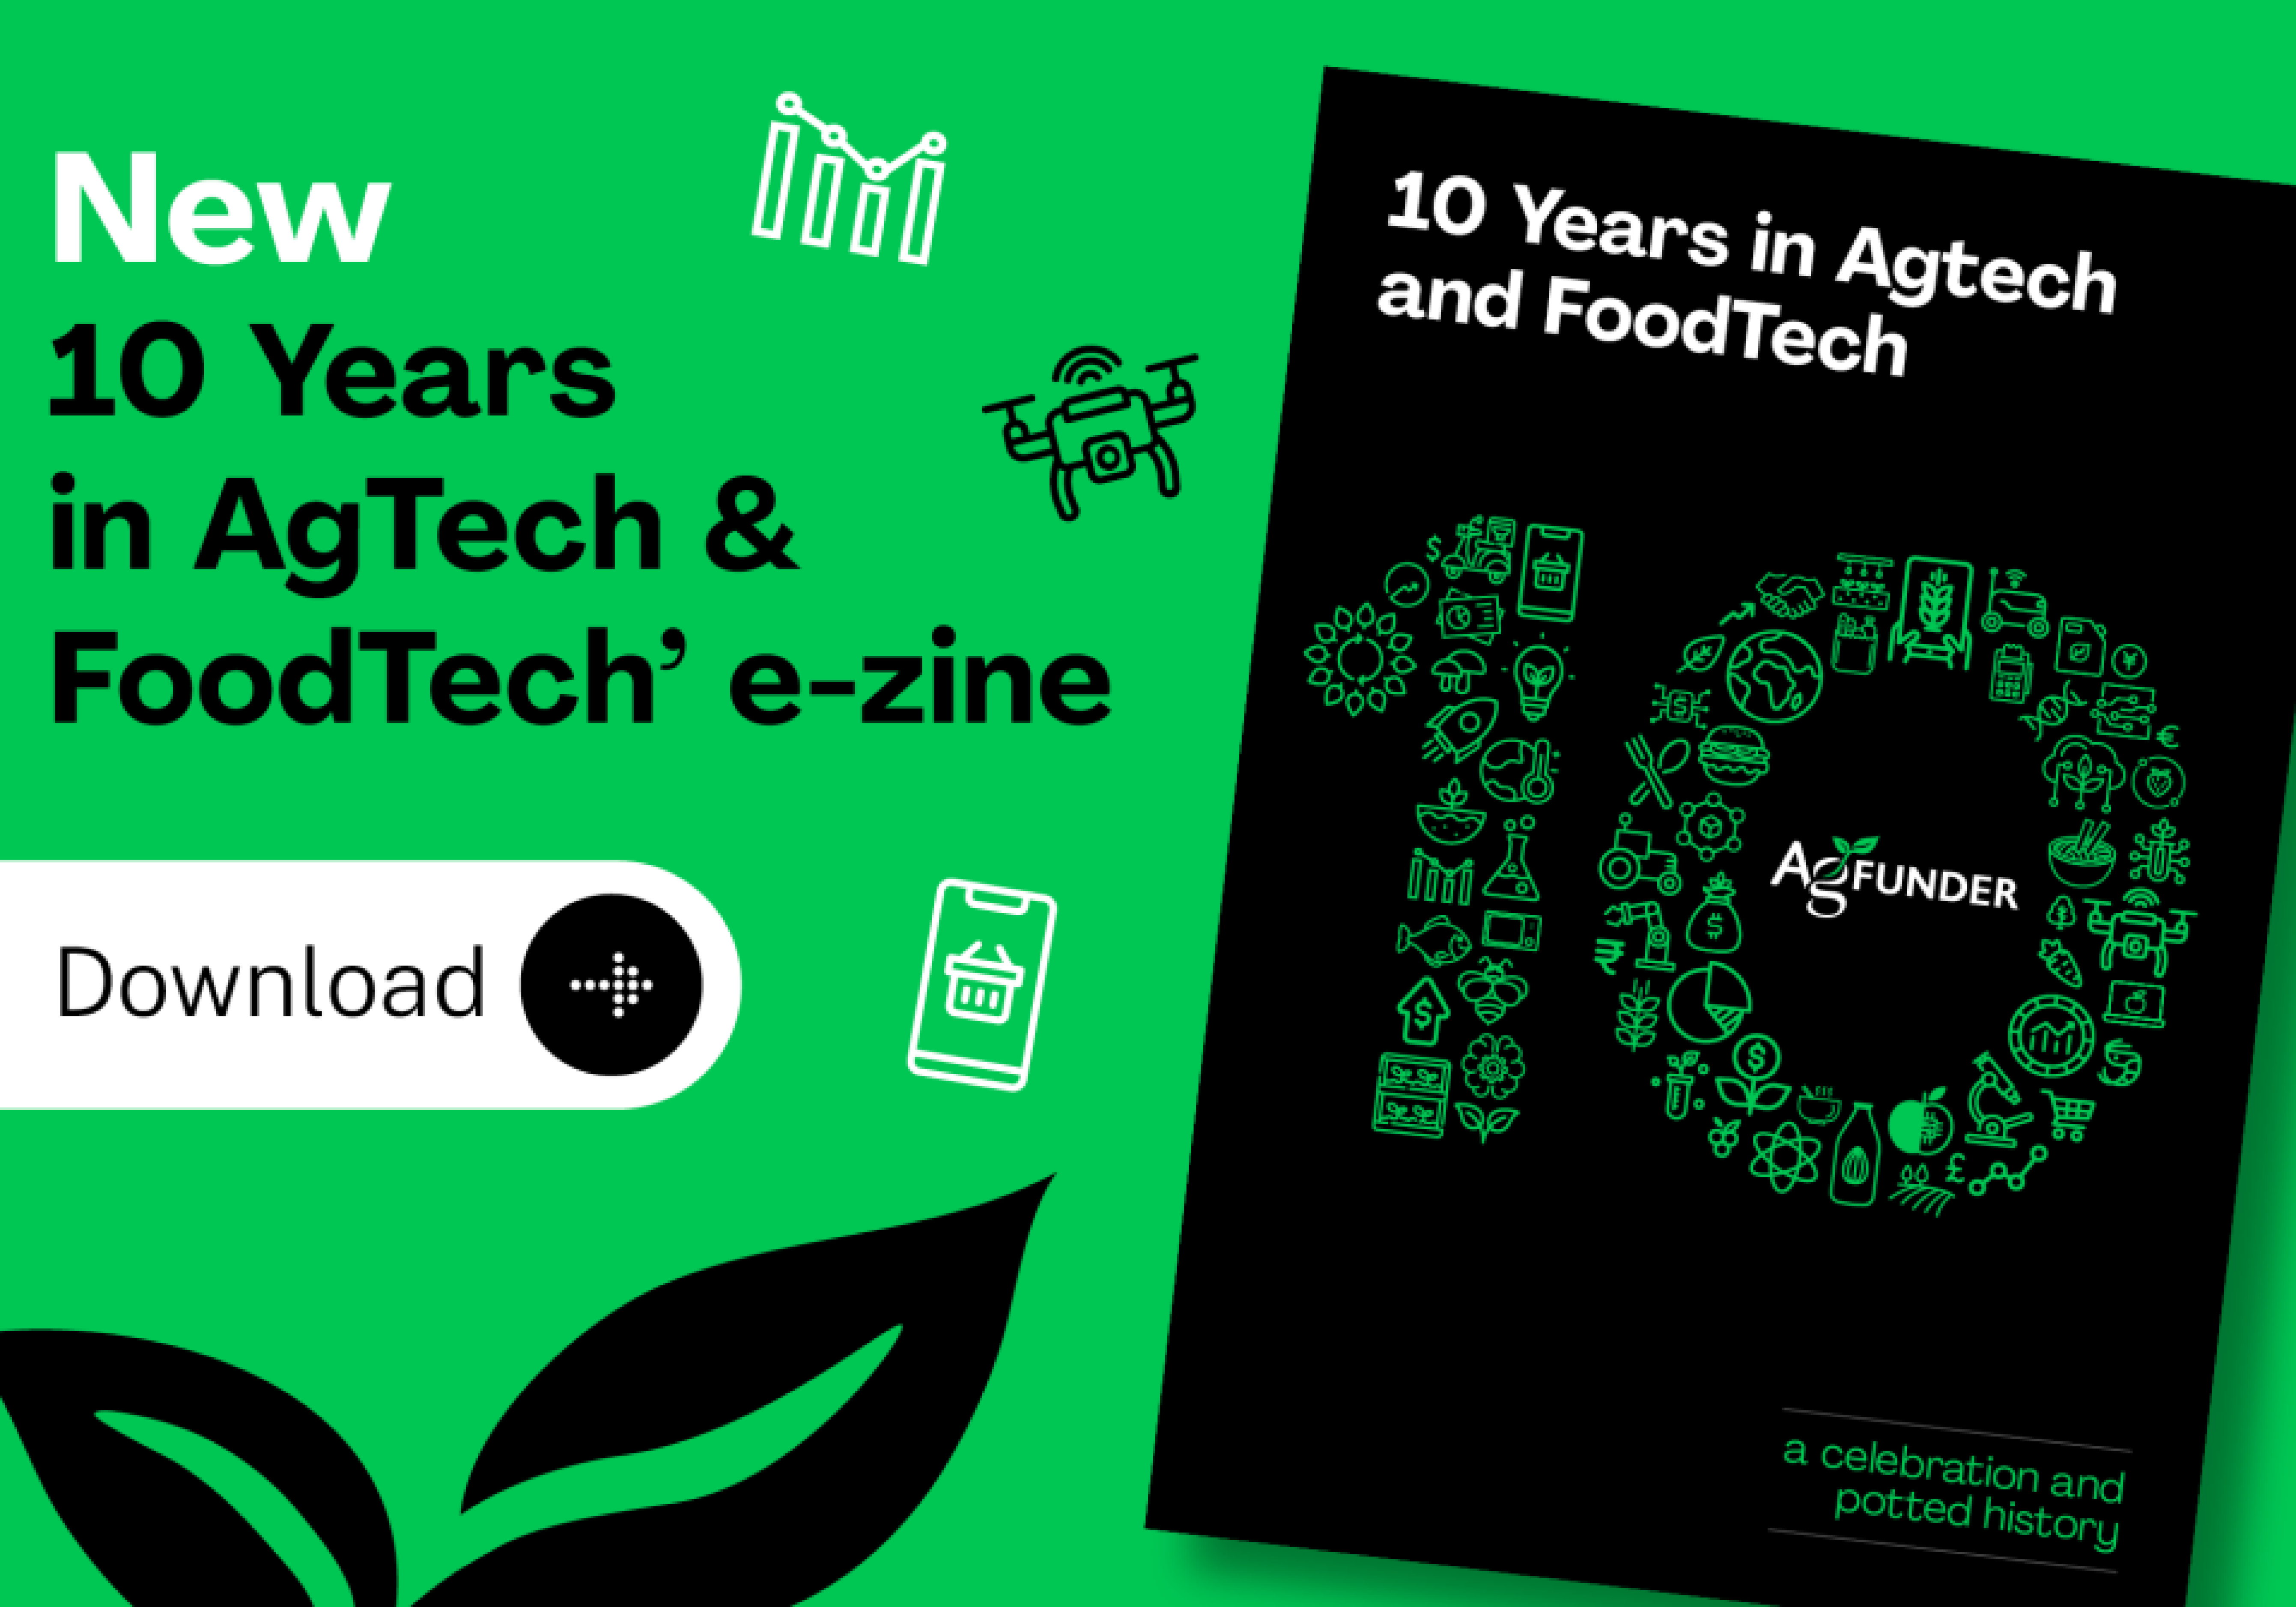 New
10 Years
in AgTech &
FoodTech’ e-zine
Download
10 Years in Agtech
and FoodTech
AgFUNDER
a celebration and
potted history